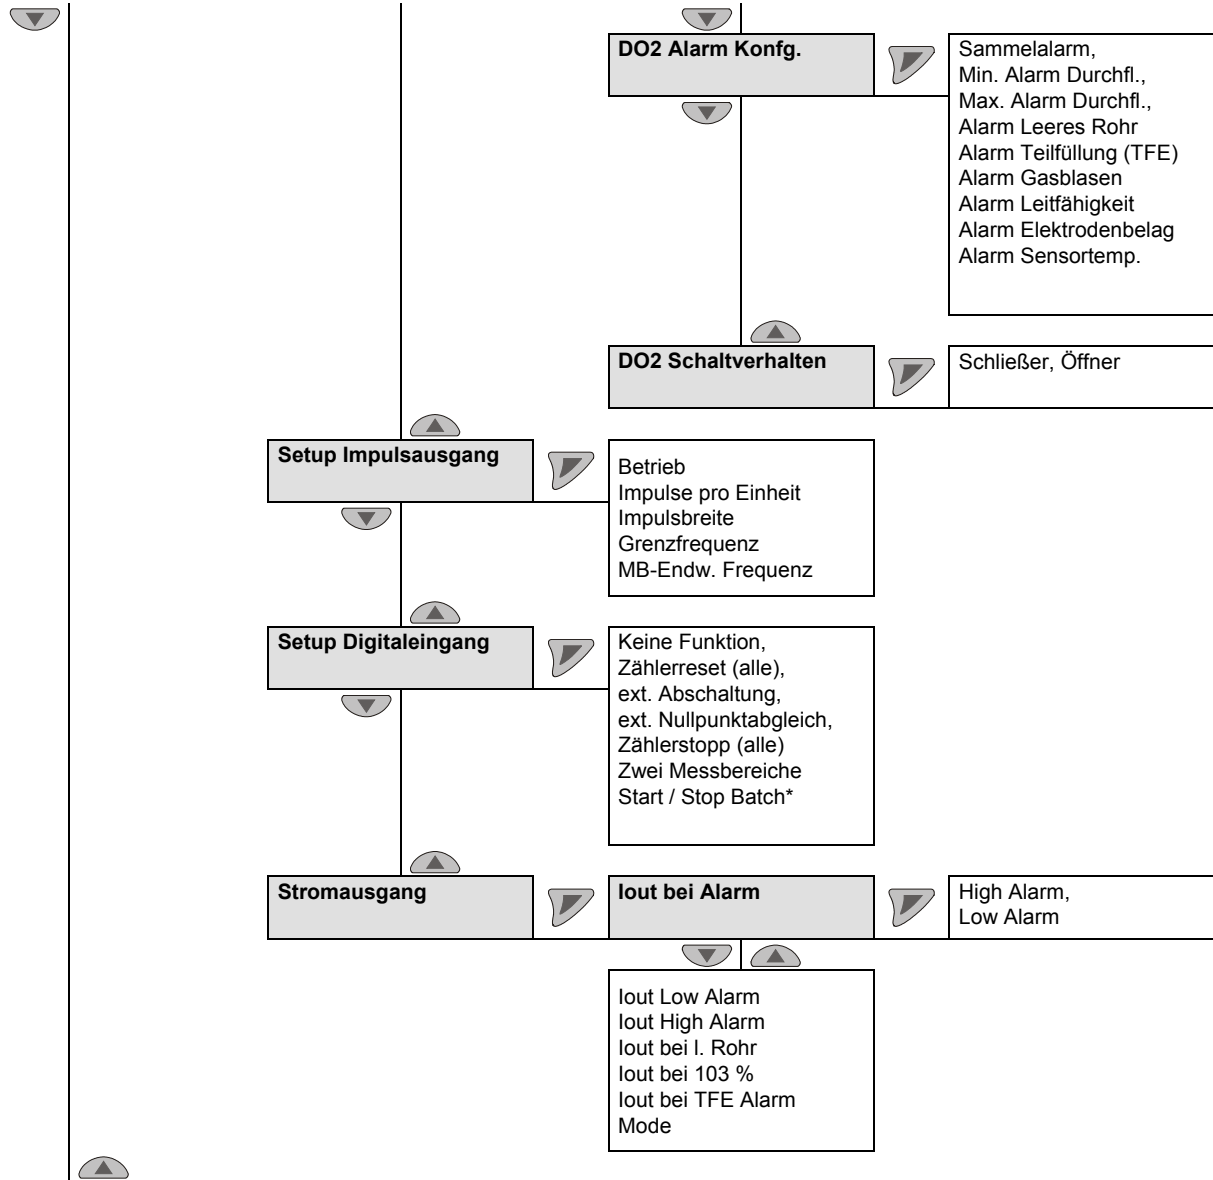 DO2 Alarm Konfg.
Sammelalarm,
Min. Alarm Durchfl.,
Max. Alarm Durchfl.,
Alarm Leeres Rohr
Alarm Teilfüllung (TFE)
Alarm Gasblasen
Alarm Leitfähigkeit
Alarm Elektrodenbelag
Alarm Sensortemp.
DO2 Schaltverhalten
Schließer, Öffner
Setup Impulsausgang
Betrieb
Impulse pro Einheit
Impulsbreite
Grenzfrequenz
MB-Endw. Frequenz
Setup Digitaleingang
Keine Funktion,
Zählerreset (alle),
ext. Abschaltung,
ext. Nullpunktabgleich,
Zählerstopp (alle)
Zwei Messbereiche
Start / Stop Batch*
Stromausgang
Iout bei Alarm
High Alarm,
Low Alarm
Iout Low Alarm
Iout High Alarm
Iout bei l. Rohr
Iout bei 103 %
Iout bei TFE Alarm
Mode